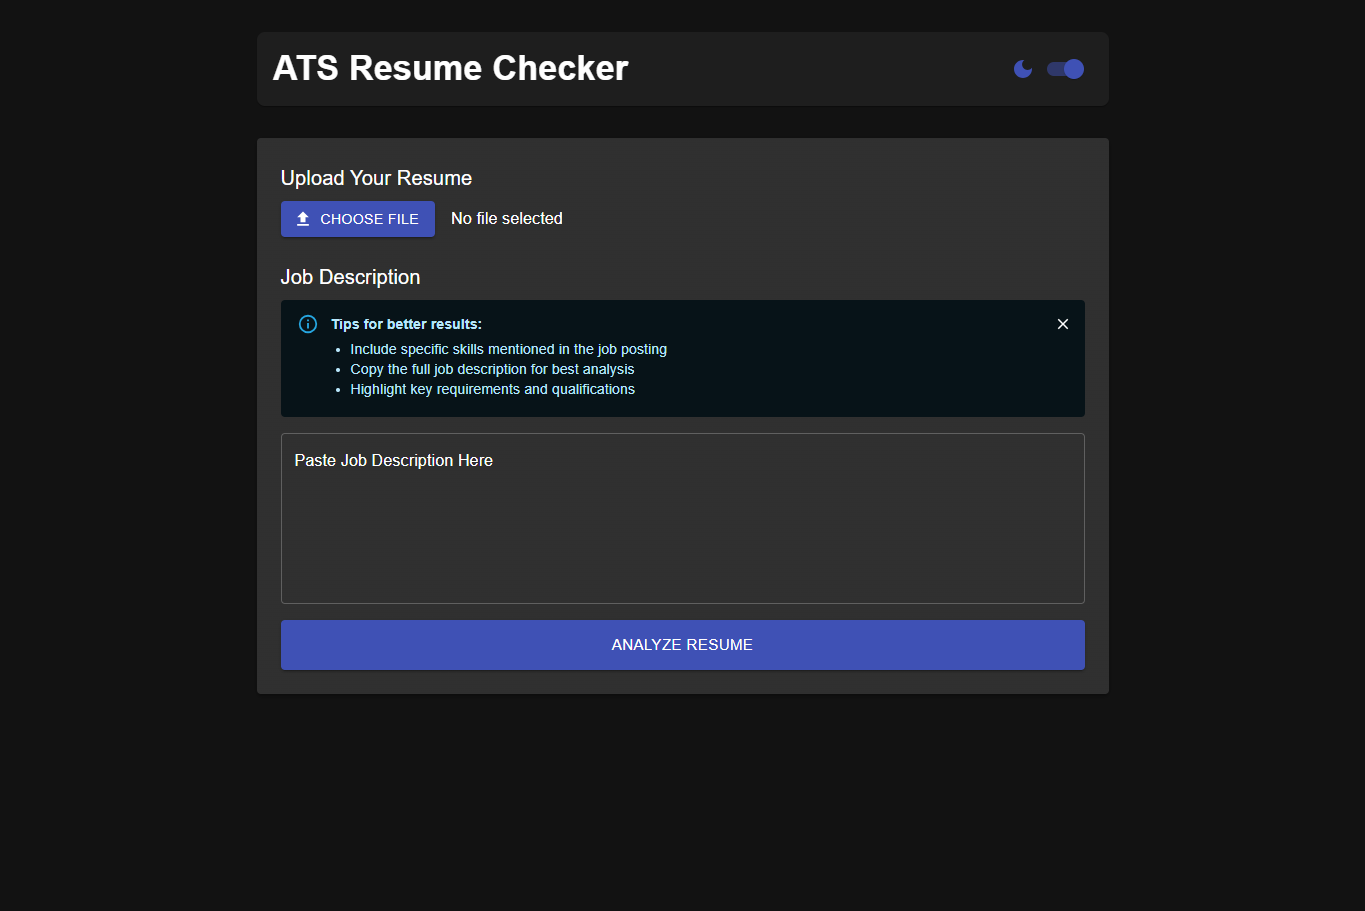 ATS Resume Checker
Upload Your Resume
CHOOSE FILE No file selected
Job Description
Tips for better results:
• Include specific skills mentioned in the job posting
• Copy the full job description for best analysis
• Highlight key requirements and qualifications
Paste Job Description Here
ANALYZE RESUME